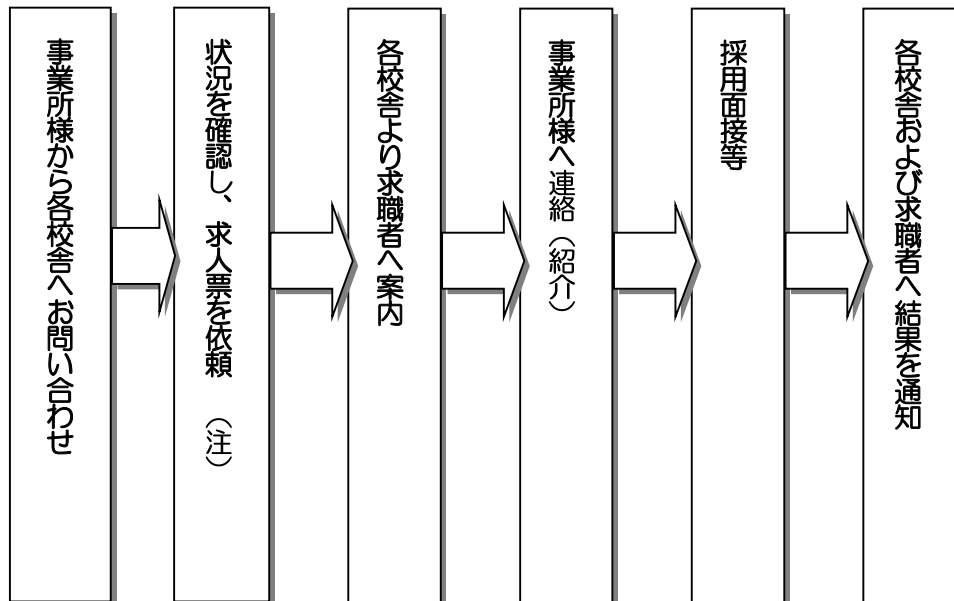 事業所様から各校舎へお問い合わせ
状況を確認し、求人票を依頼　（注）
各校舎より求職者へ案内
事業所様へ連絡（紹介）
採用面接等
各校舎および求職者へ結果を通知